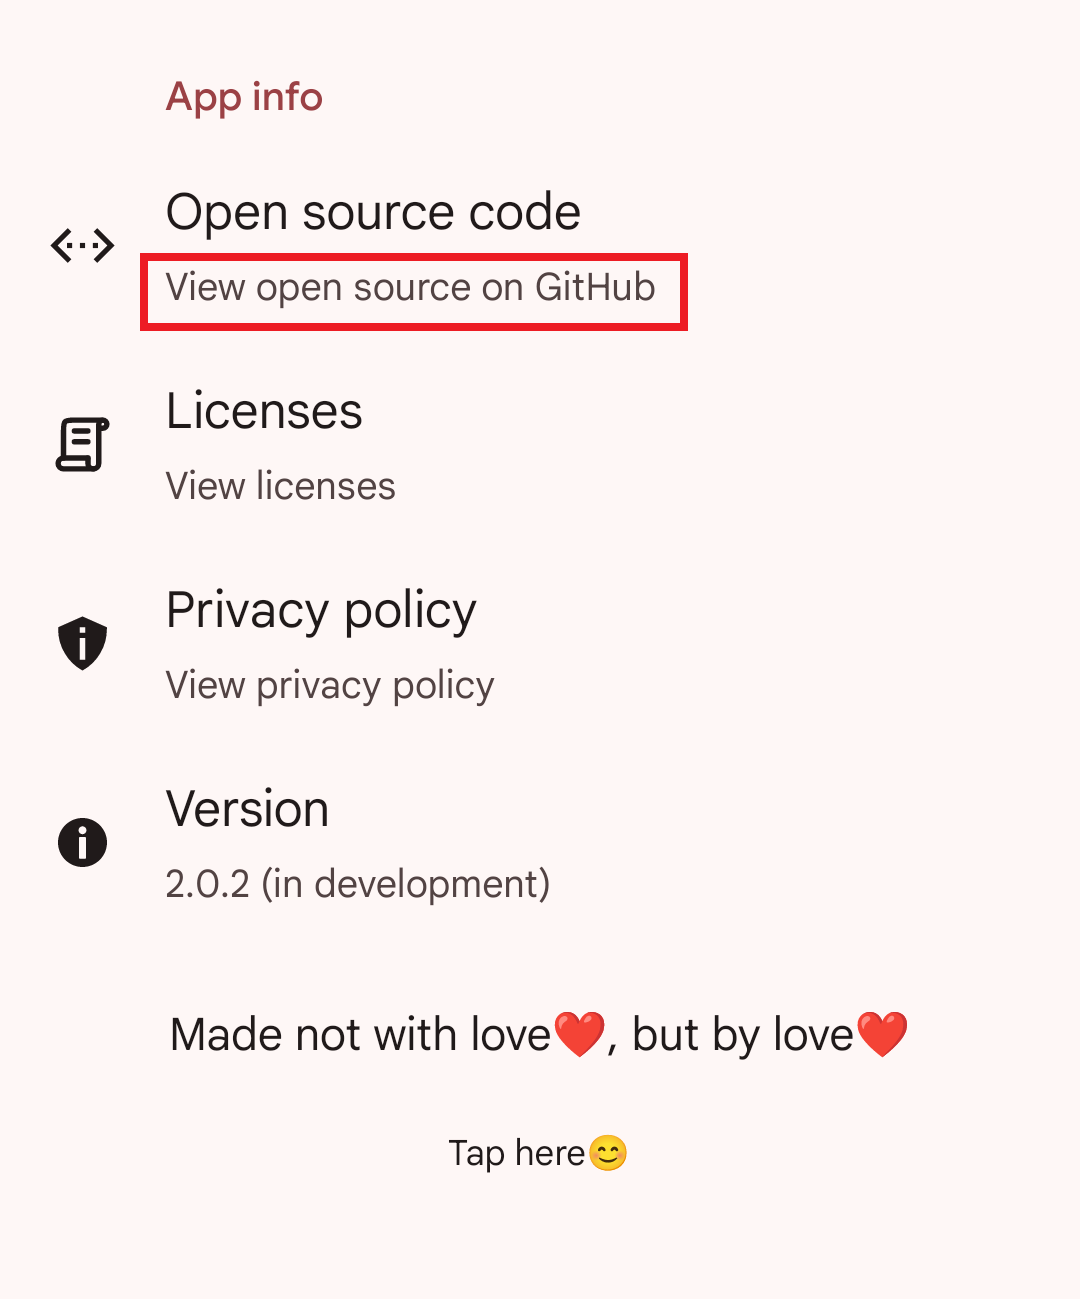 App info
Open source code
View open source on GitHub
Licenses
View licenses
Privacy policy
View privacy policy
Version
2.0.2 (in development)
Made not with love❤️, but by love❤️
Tap here😊